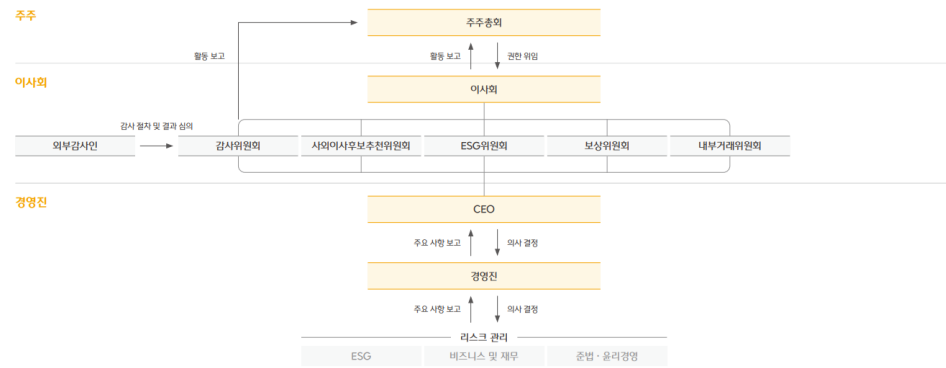 주주
주주총회
활동 보고
활동 보고
권한 위임
이사회
이사회
감사 절차 및 결과 심의
외부감사인
감사위원회
사외이사후보추천위원회
ESG위원회
보상위원회
내부거래위원회
경영진
CEO
주요 사항 보고
의사 결정
경영진
주요 사항 보고
의사 결정
리스크 관리
ESG
비즈니스 및 재무
준법 · 윤리경영